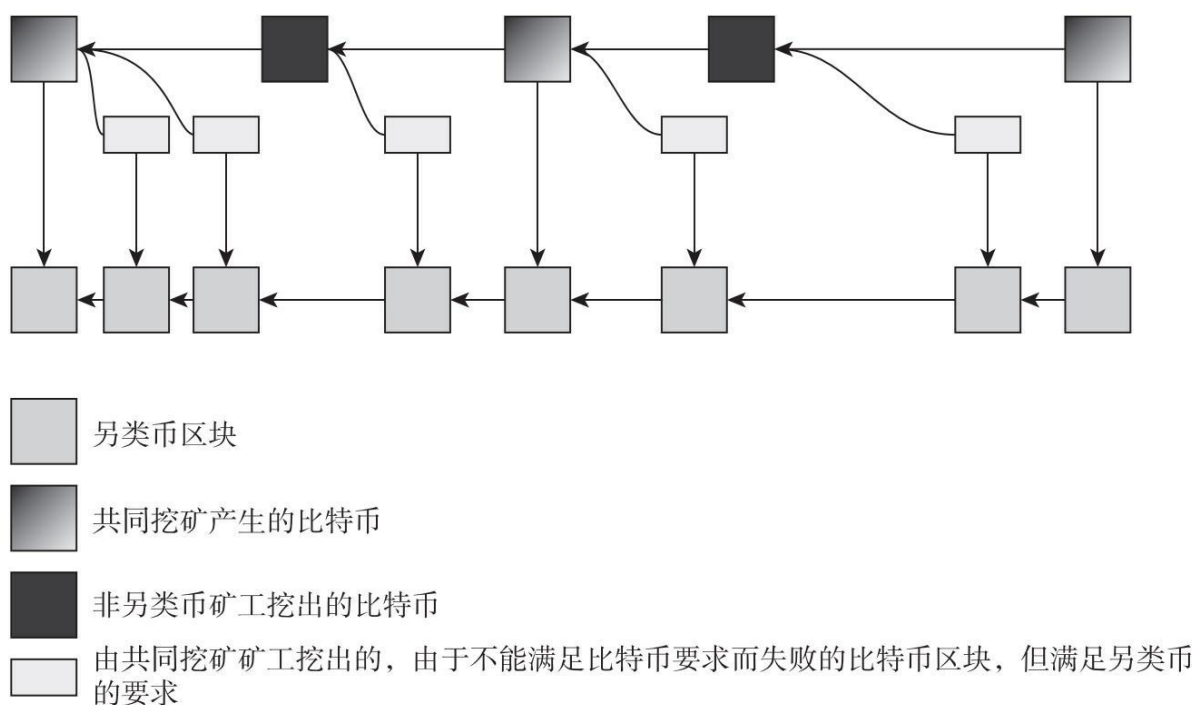 另类币区块
共同挖矿产生的比特币
非另类币矿工挖出的比特币
由共同挖矿矿工挖出的，由于不能满足比特币要求而失败的比特币区块，但满足另类币
的要求